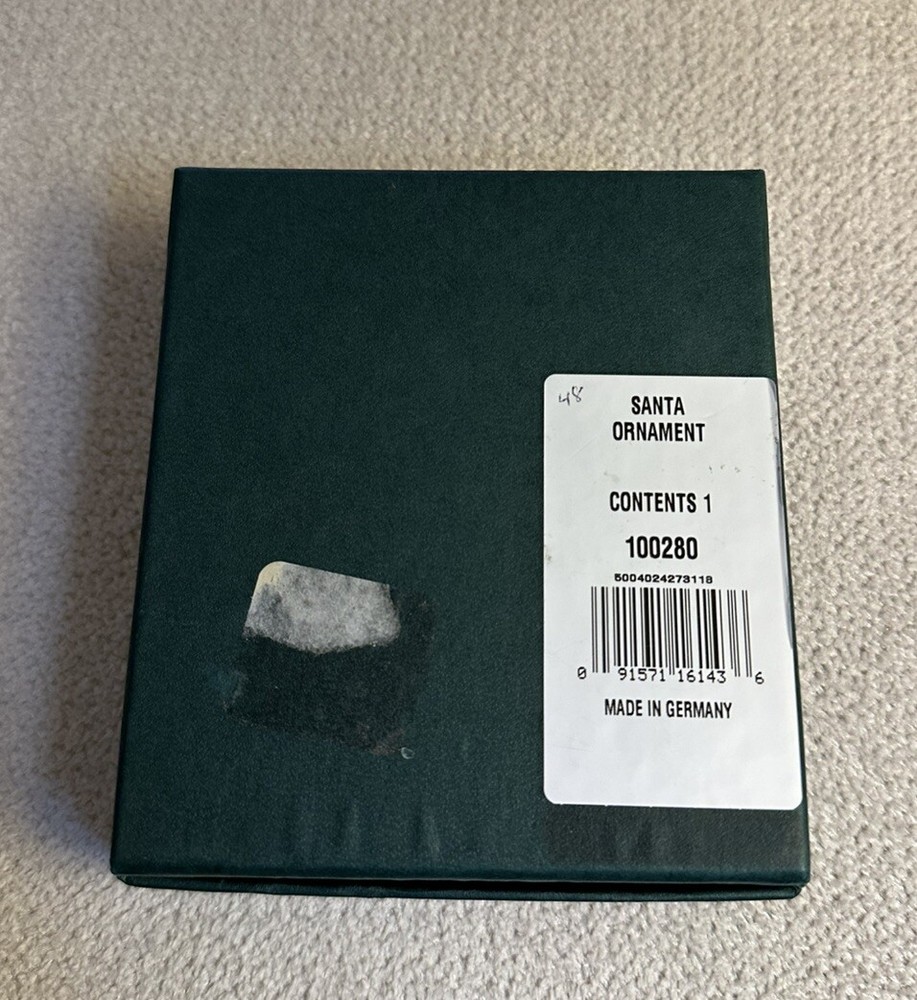 48
SANTA
ORNAMENT
CONTENTS 1
100280
5004024273118
0 91571 16143 6
MADE IN GERMANY